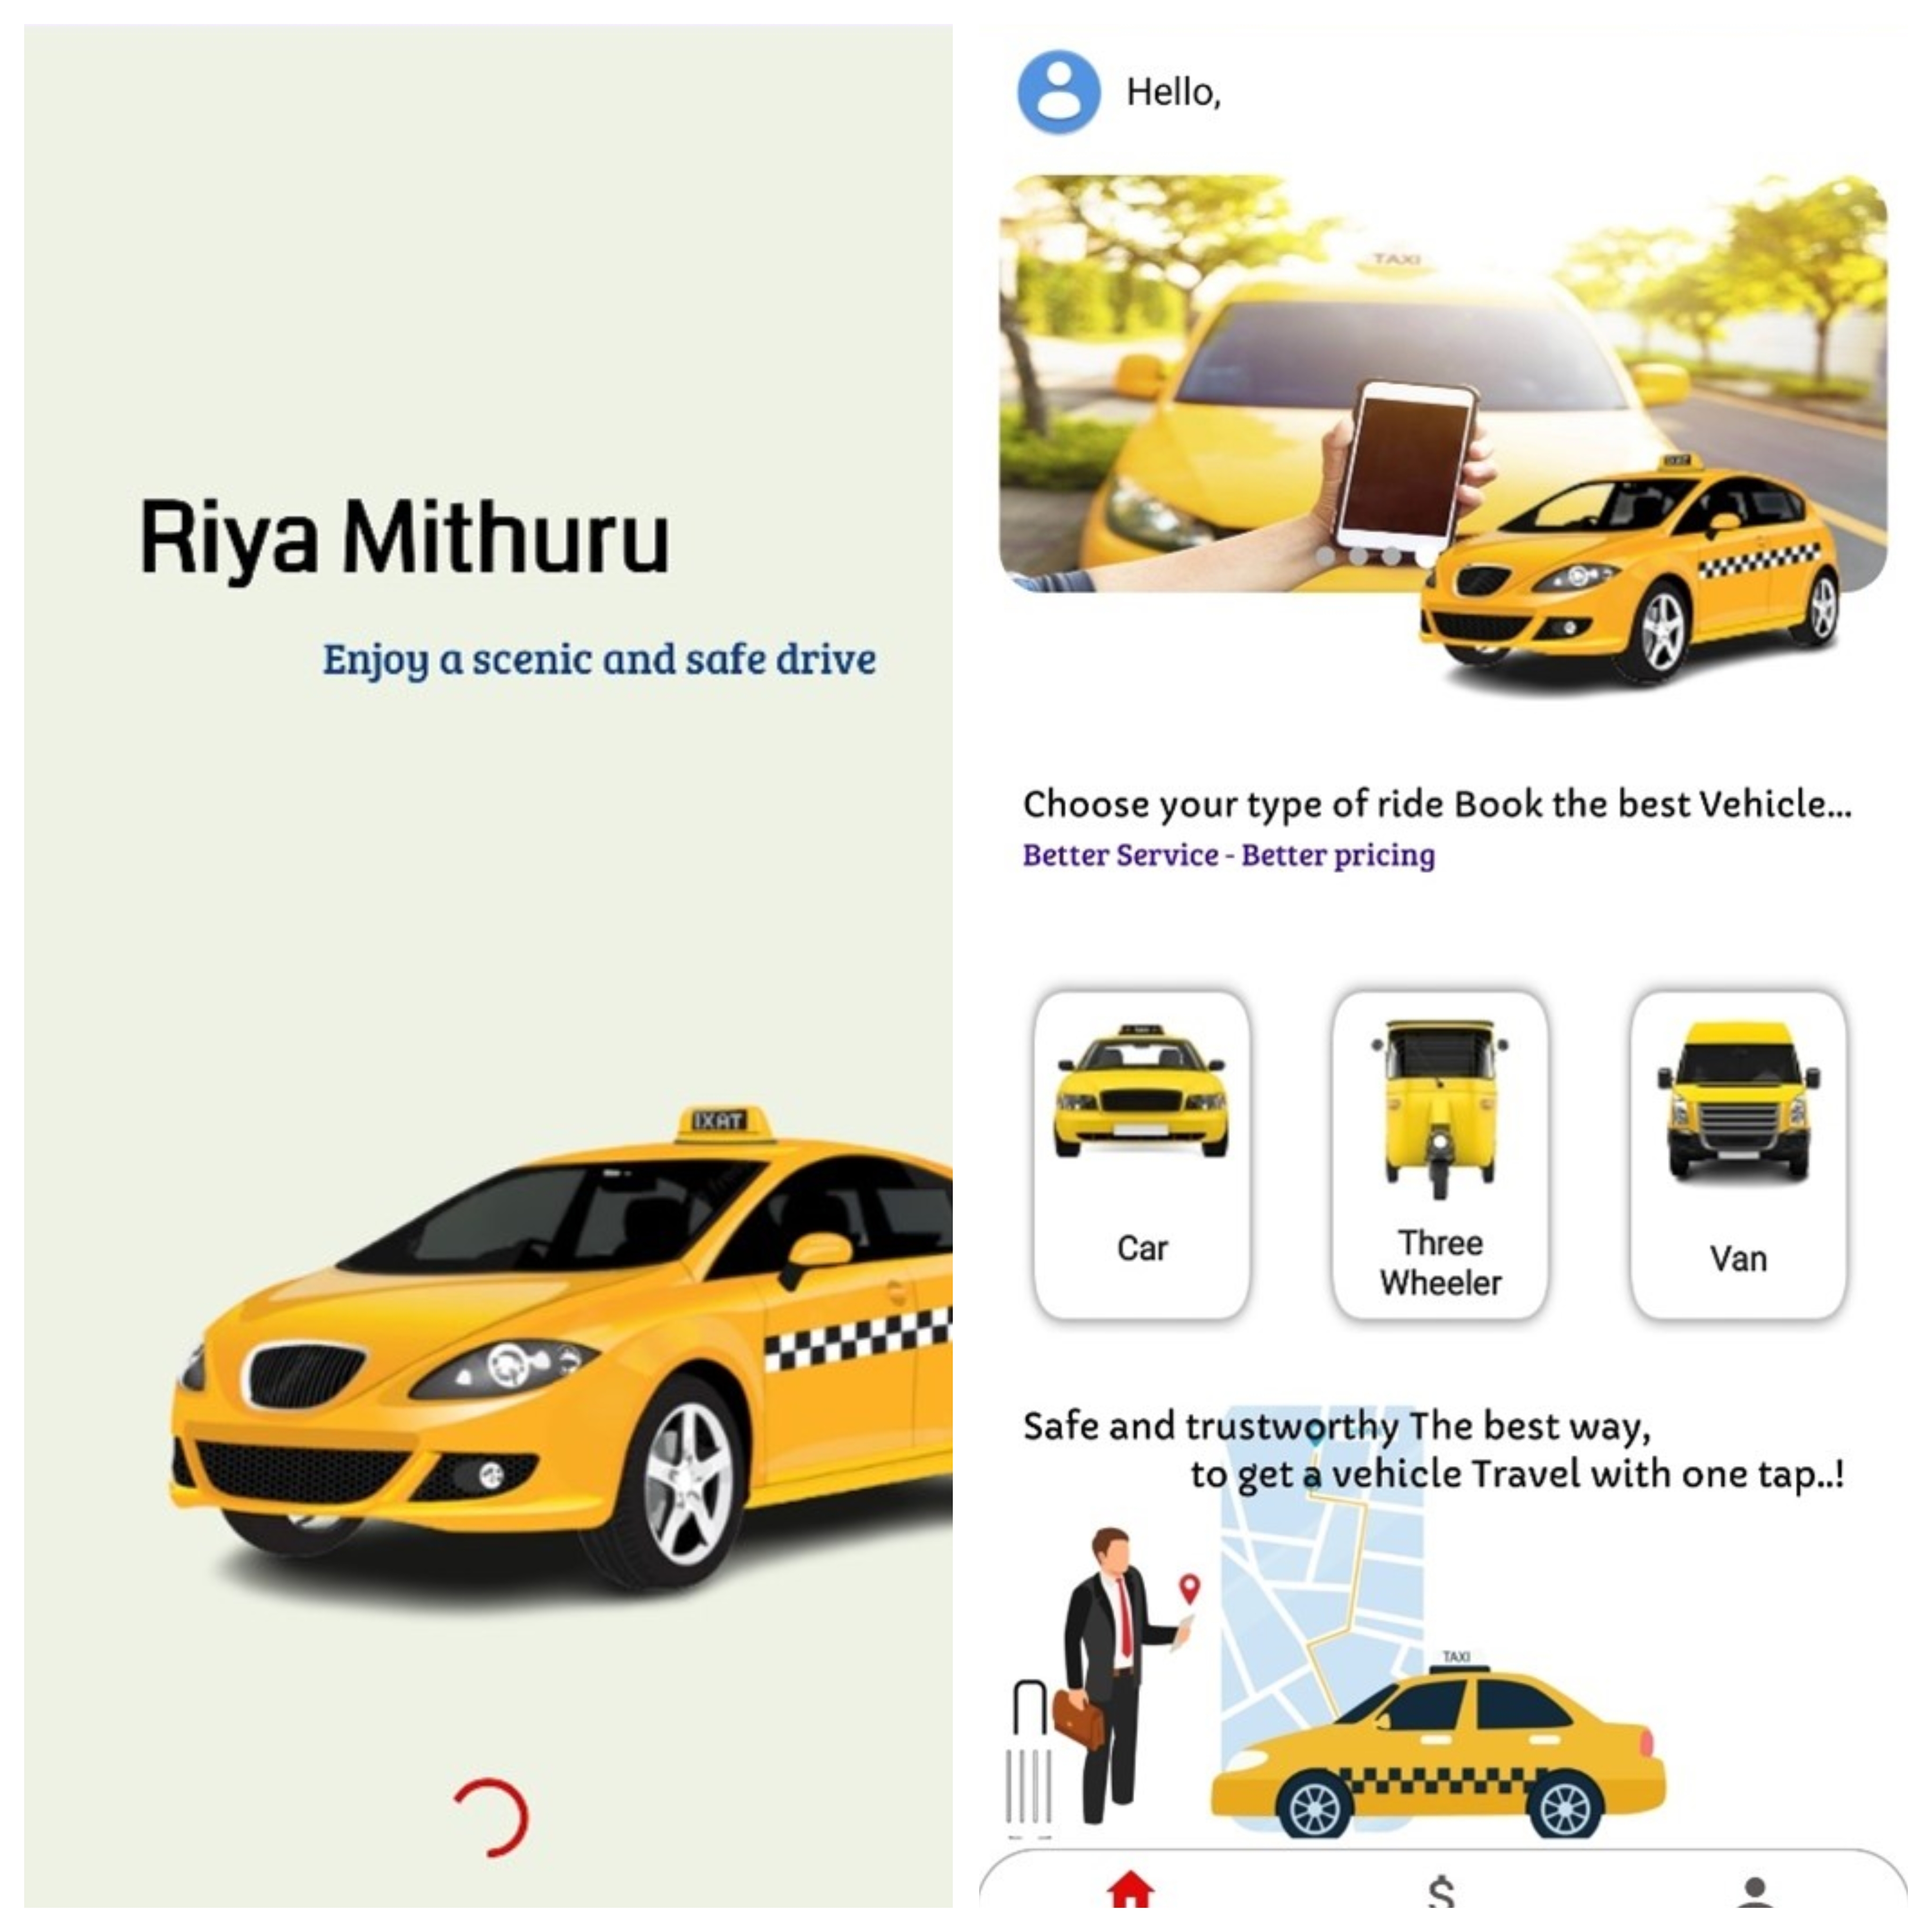 Riya Mithuru
Enjoy a scenic and safe drive
IXAT
Hello,
TAXI
IXAT
Choose your type of ride Book the best Vehicle...
Better Service - Better pricing
Car
Three
Wheeler
Van
Safe and trustworthy The best way,
to get a vehicle Travel with one tap..!
TAXI
$